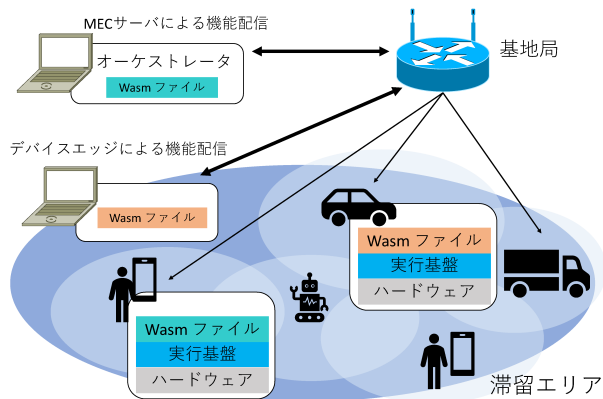 MECサーバによる機能配信
オーケストレータ
Wasm ファイル
基地局
デバイスエッジによる機能配信
Wasm ファイル
Wasm ファイル
実行基盤
ハードウェア
Wasm ファイル
実行基盤
ハードウェア
滞留エリア